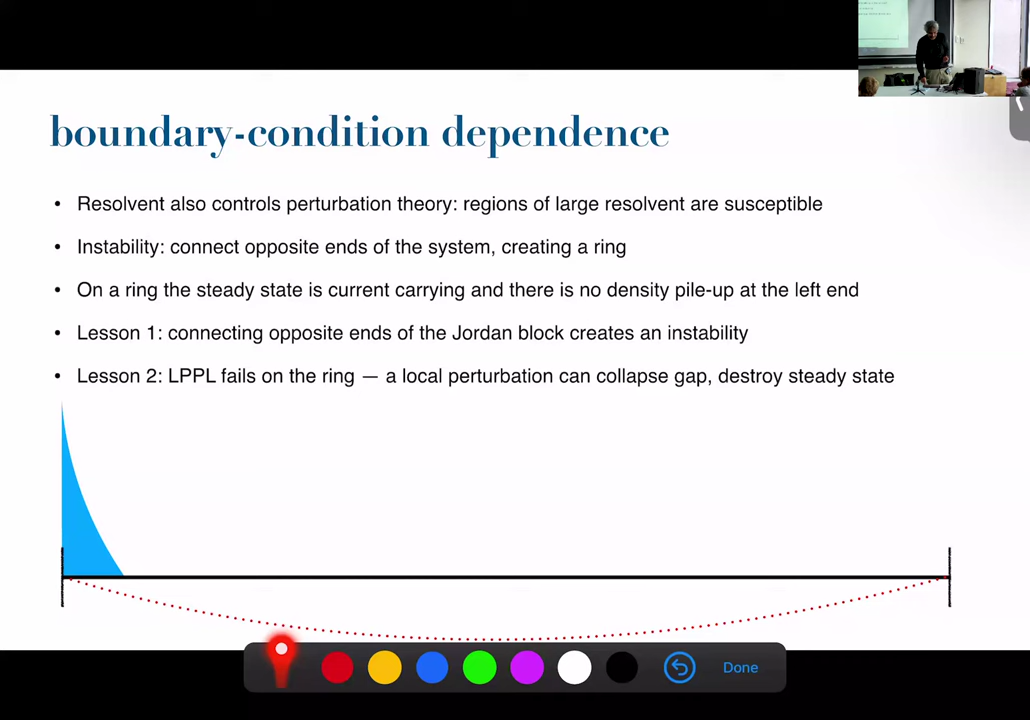 boundary-condition dependence
• Resolvent also controls perturbation theory: regions of large resolvent are susceptible
• Instability: connect opposite ends of the system, creating a ring
• On a ring the steady state is current carrying and there is no density pile-up at the left end
• Lesson 1: connecting opposite ends of the Jordan block creates an instability
• Lesson 2: LPPL fails on the ring — a local perturbation can collapse gap, destroy steady state
Done